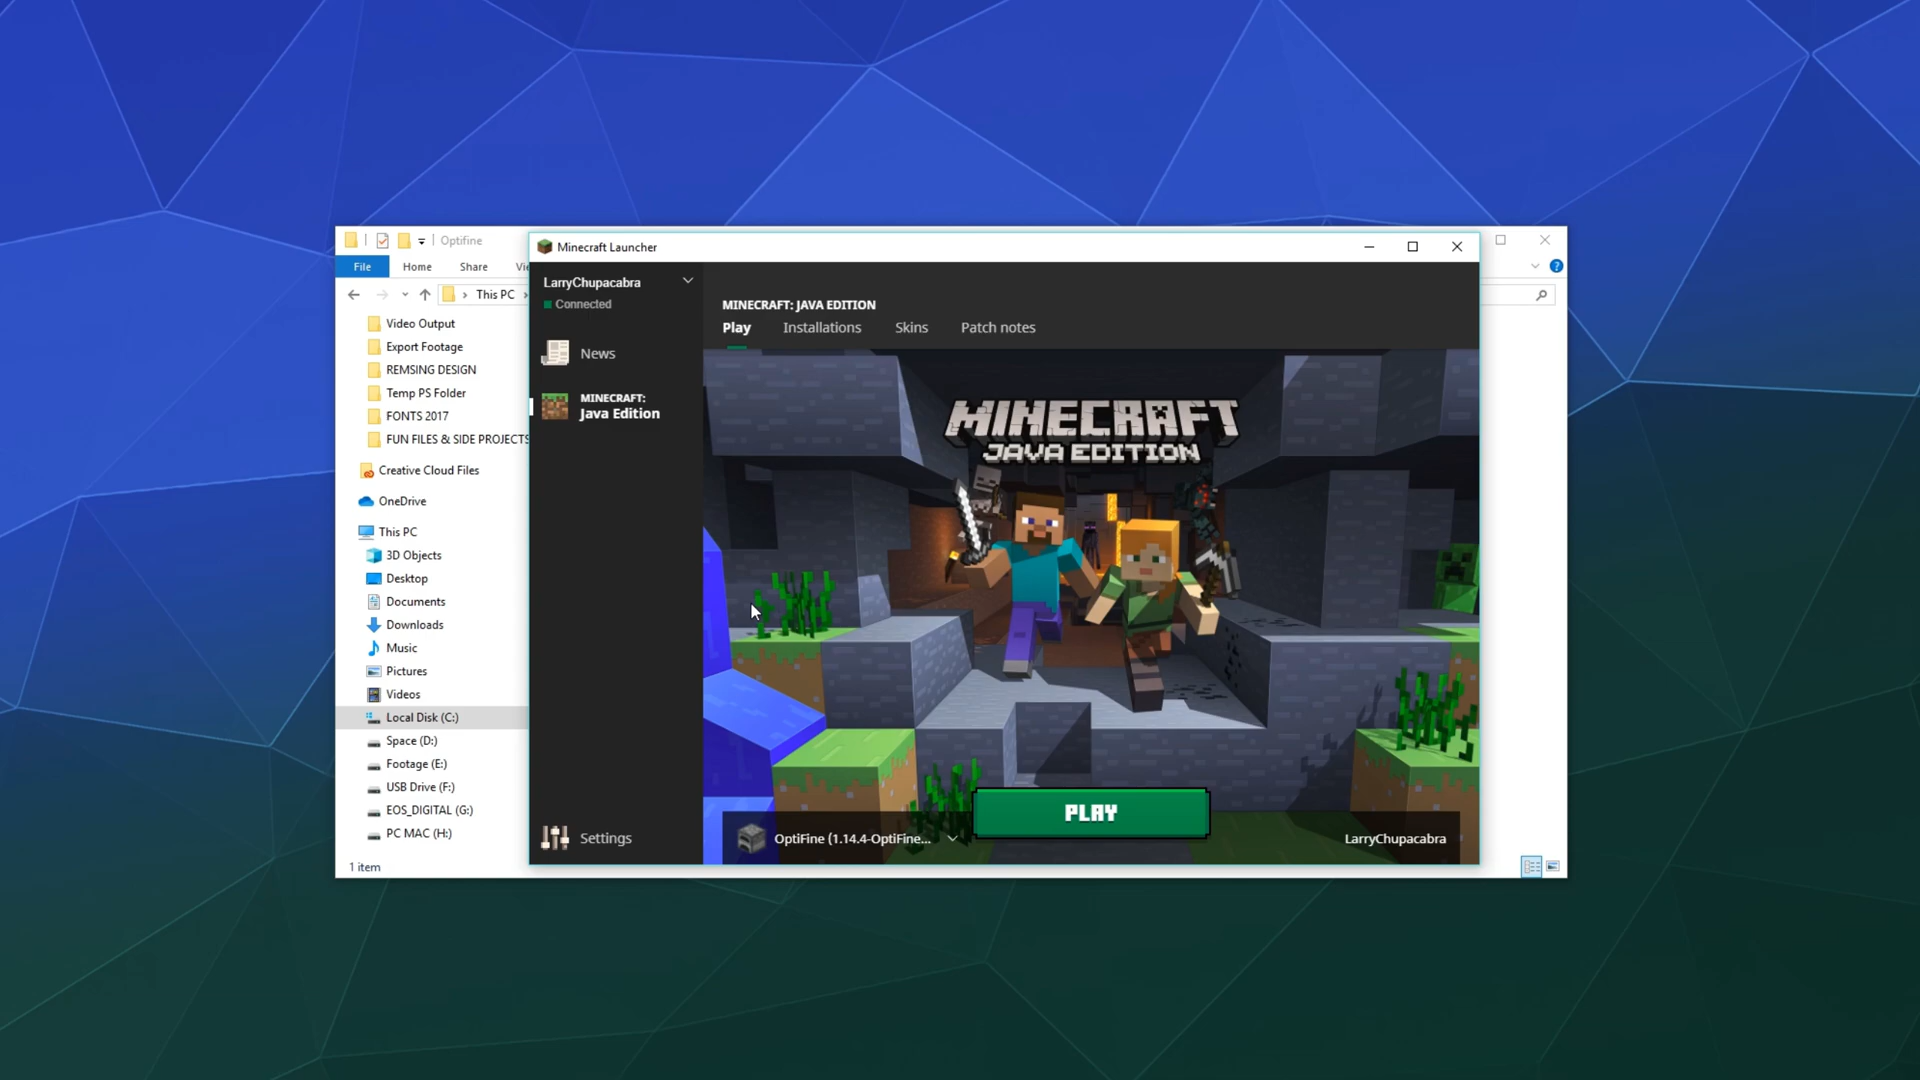 Optifine
File
Home
Share
This PC
Video Output
Export Footage
REMSING DESIGN
Temp PS Folder
FONTS 2017
FUN FILES & SIDE PROJECTS
Creative Cloud Files
OneDrive
This PC
3D Objects
Desktop
Documents
Downloads
Music
Pictures
Videos
Local Disk (C:)
Space (D:)
Footage (E:)
USB Drive (F:)
EOS_DIGITAL (G:)
PC MAC (H:)
1 item
Minecraft Launcher
LarryChupacabra
Connected
News
MINECRAFT:
Java Edition
Settings
MINECRAFT: JAVA EDITION
Play
Installations
Skins
Patch notes
MINECRAFT
JAVA EDITION
PLAY
OptiFine (1.14.4-OptiFine...
LarryChupacabra